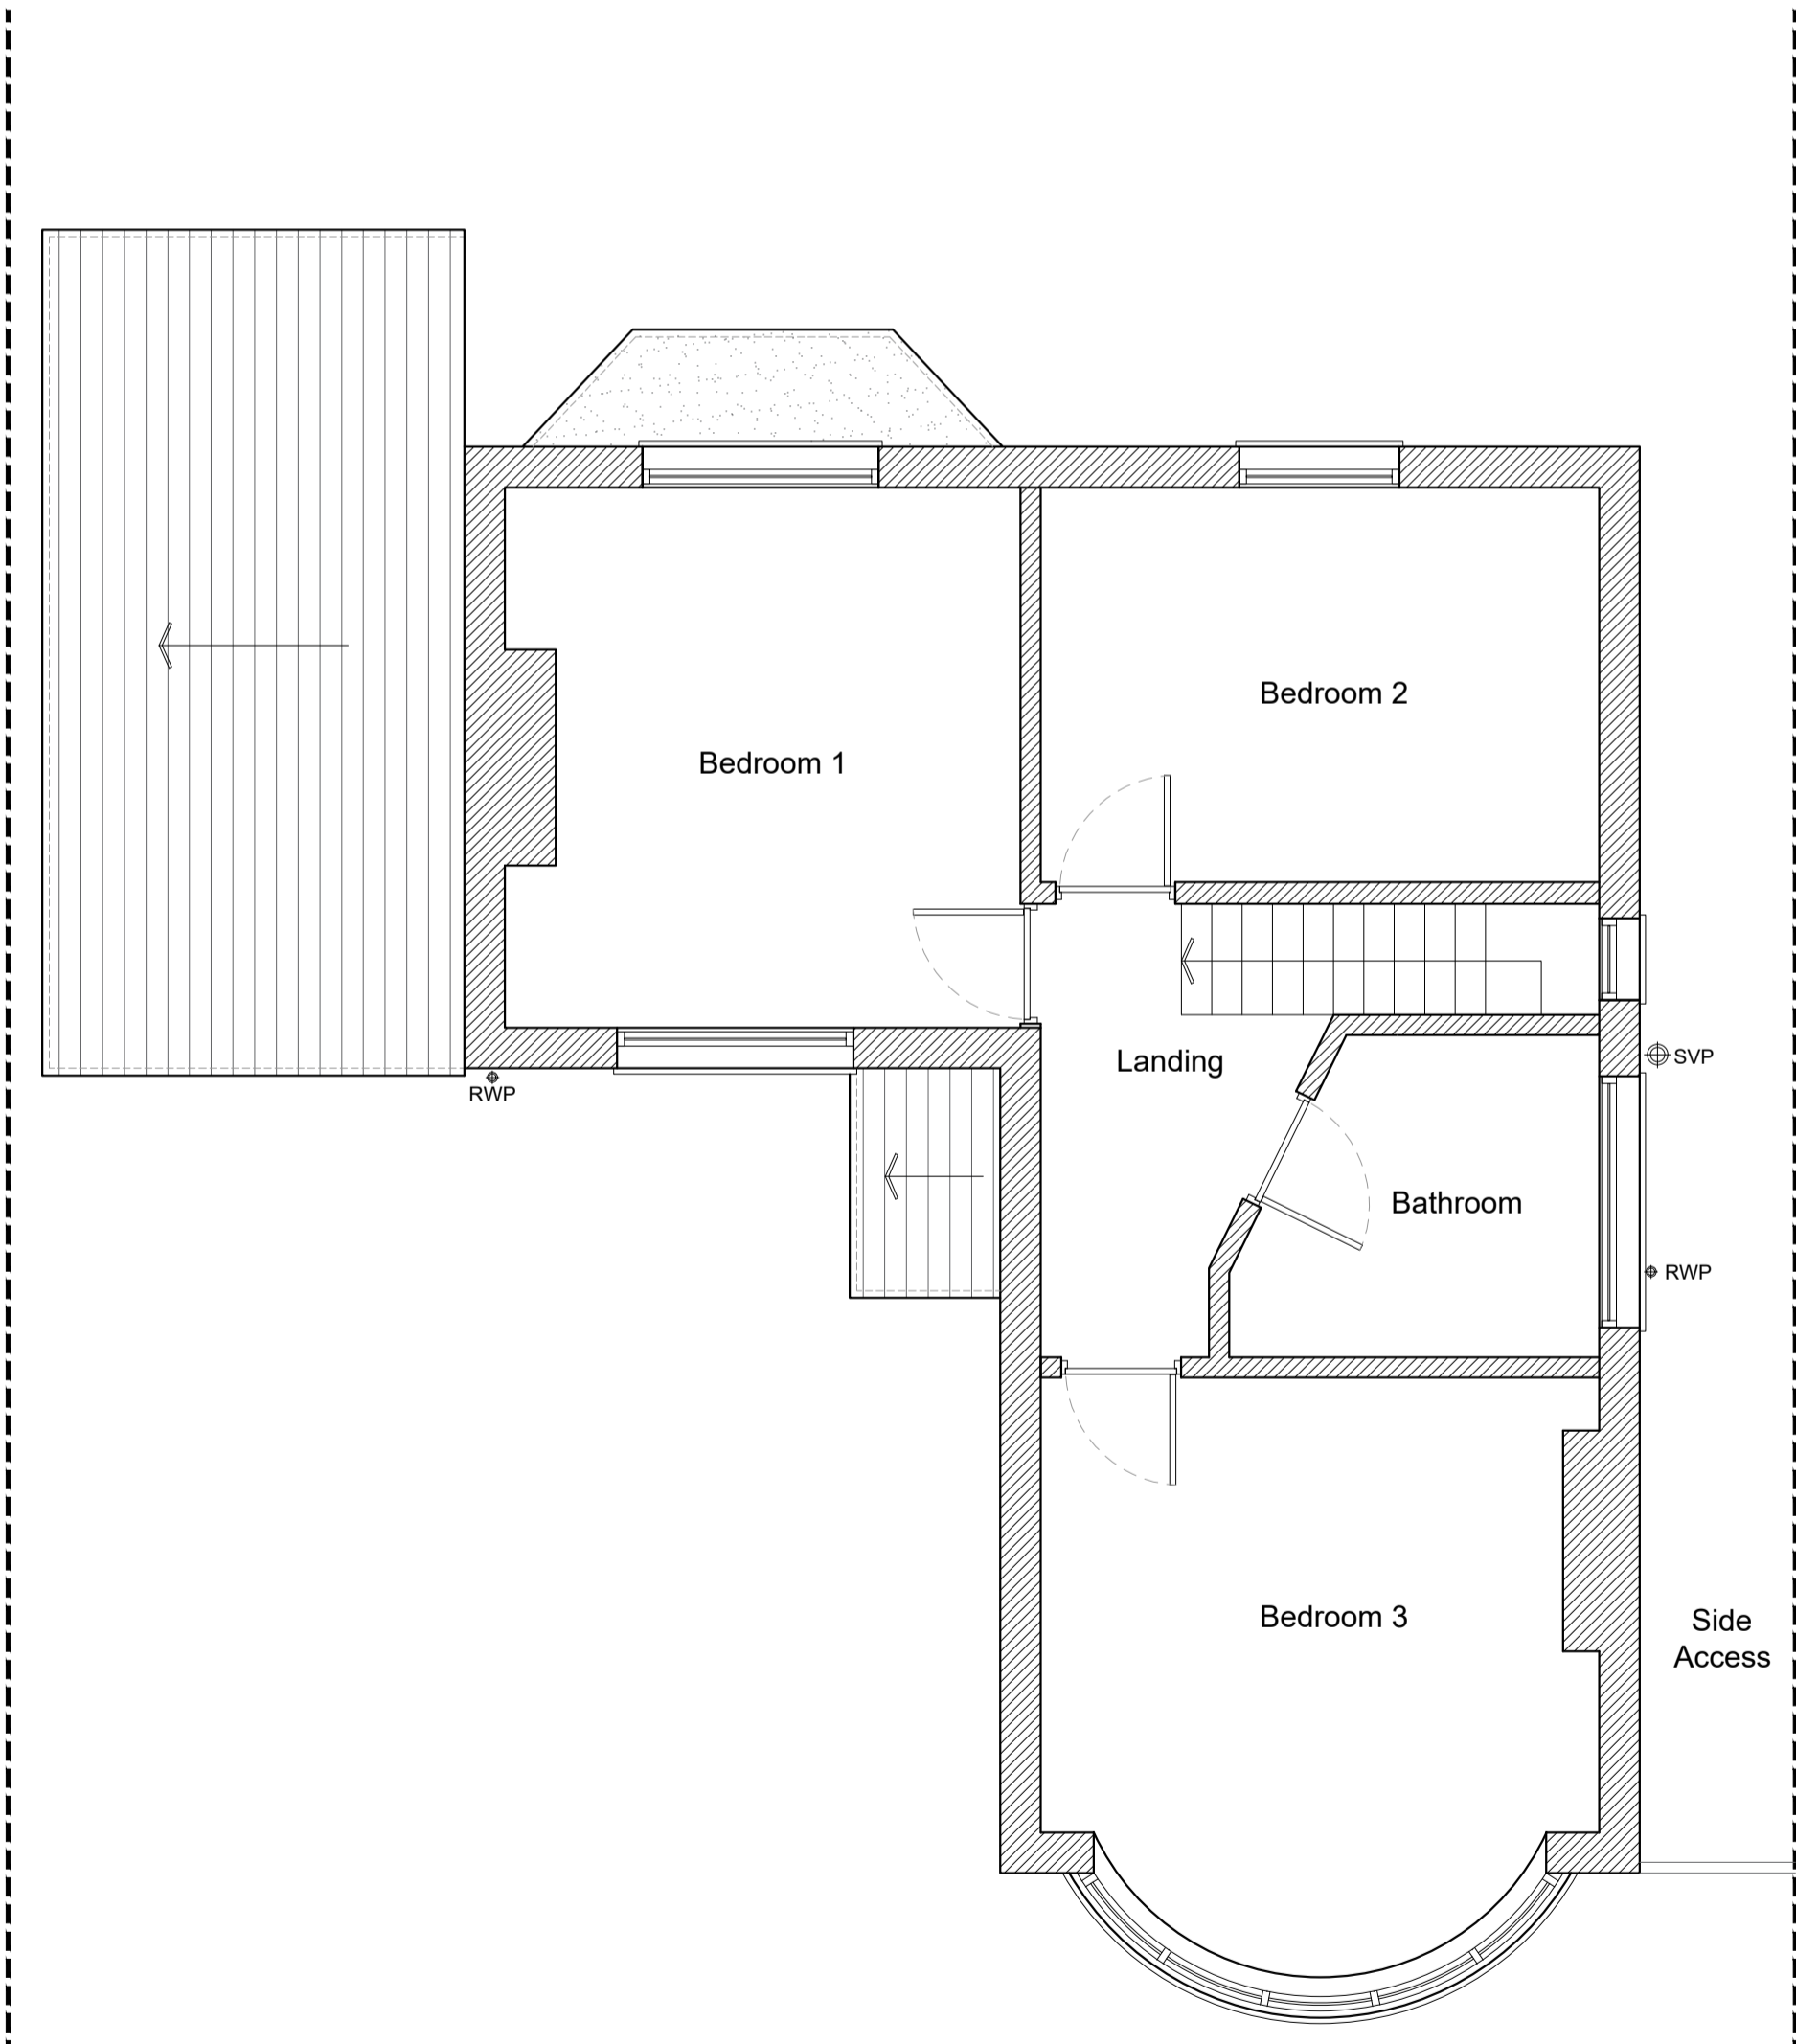 Bedroom 2
Bedroom 1
Landing
SVP
RWP
Bathroom
RWP
Bedroom 3
Side
Access